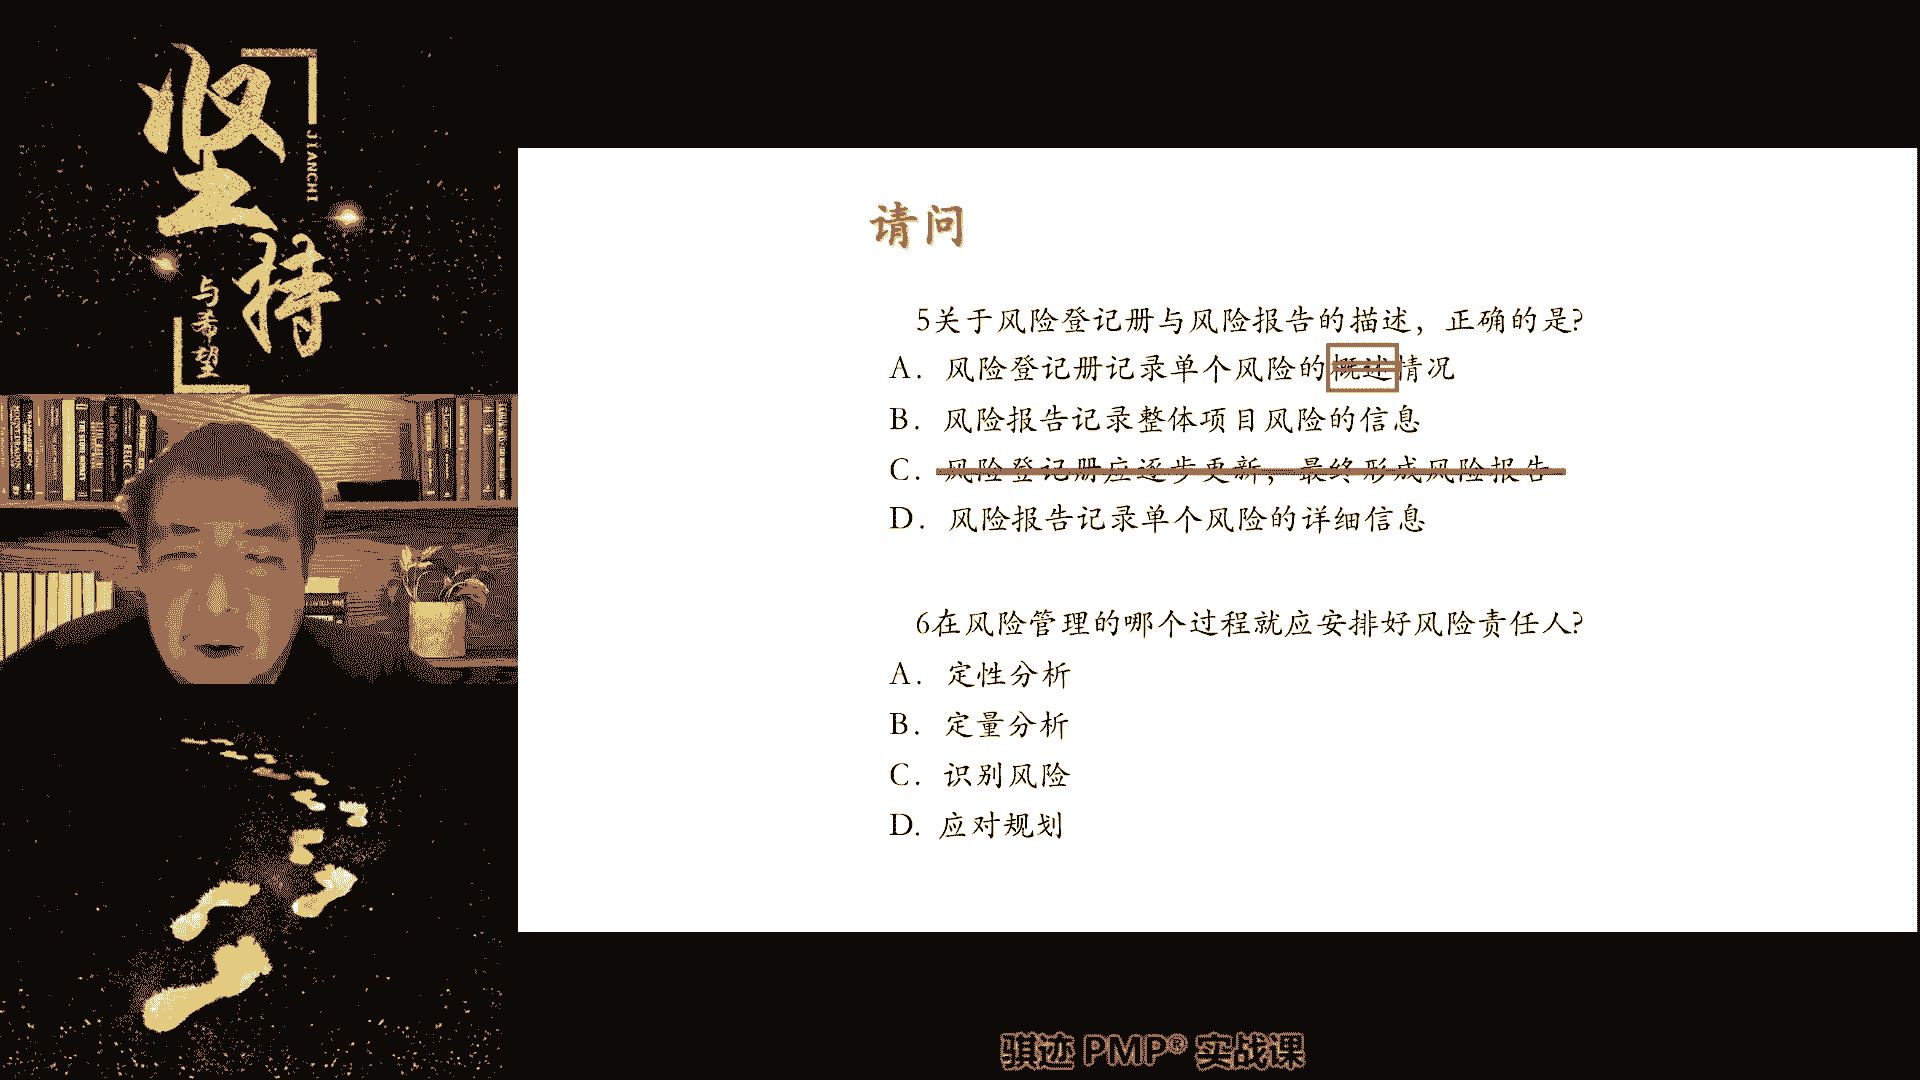 坚持
JIANCHI
与希望
请问
5关于风险登记册与风险报告的描述，正确的是?
A. 风险登记册记录单个风险的概述情况
B. 风险报告记录整体项目风险的信息
C. 风险登记册应逐步更新，最终形成风险报告
D. 风险报告记录单个风险的详细信息
6在风险管理的哪个过程就应安排好风险责任人?
A. 定性分析
B. 定量分析
C. 识别风险
D. 应对规划
骐迹 PMP® 实战课